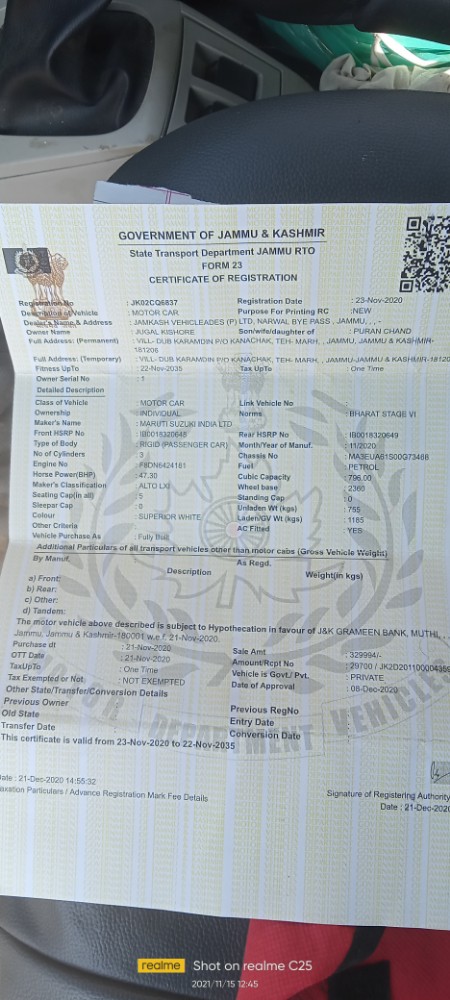 GOVERNMENT OF JAMMU & KASHMIR
State Transport Department JAMMU RTO
FORM 23
CERTIFICATE OF REGISTRATION
Registration No : JK02CQ6837 Registration Date : 23-Nov-2020
Description of Vehicle : MOTOR CAR Purpose For Printing RC :NEW
Dealer's Name & Address : JAMKASH VEHICLEADES (P) LTD, NARWAL BYE PASS , JAMMU, , , -
Owner Name : JUGAL KISHORE Son/wife/daughter of : PURAN CHAND
Full Address: (Permanent) : VILL- DUB KARAMDIN P/O KANACHAK, TEH- MARH, , JAMMU, JAMMU & KASHMIR-
181206
Full Address: (Temporary) : VILL- DUB KARAMDIN P/O KANACHAK, TEH- MARH, , JAMMU-JAMMU & KASHMIR-18120
Fitness UpTo : 22-Nov-2035 Tax UpTo : One Time
Owner Serial No : 1
Detailed Description
Class of Vehicle : MOTOR CAR Link Vehicle No :
Ownership : INDIVIDUAL Norms : BHARAT STAGE VI
Maker's Name : MARUTI SUZUKI INDIA LTD
Front HSRP No : IB0018320648 Rear HSRP No : IB0018320649
Type of Body : RIGID (PASSENGER CAR) Month/Year of Manuf. : 11/2020
No of Cylinders : 3 Chassis No : MA3EUA61S00G73468
Engine No : F8DN6424181 Fuel : PETROL
Horse Power(BHP) : 47.30 Cubic Capacity : 796.00
Maker's Classification : ALTO LXI Wheel base : 2360
Seating Cap(in all) : 5 Standing Cap : 0
Sleepar Cap : 0 Unladen Wt (kgs) : 755
Colour : SUPERIOR WHITE Laden/GV Wt (kgs) : 1185
Other Criteria : AC Fitted : YES
Vehicle Purchase As : Fully Built
Additional Particulars of all transport vehicles other than motor cabs (Gross Vehicle Weight)
By Manuf. As Regd.
Description Weight(in kgs)
a) Front:
b) Rear:
c) Other:
d) Tandem:
The motor vehicle above described is subject to Hypothecation in favour of J&K GRAMEEN BANK, MUTHI, , ,
Jammu, Jammu & Kashmir-180001 w.e.f. 21-Nov-2020.
Purchase dt : 21-Nov-2020 Sale Amt : 329994/-
OTT Date : 21-Nov-2020 Amount/Rcpt No : 29700 / JK2D201100004359
TaxUpTo : One Time Vehicle is Govt./ Pvt. : PRIVATE
Tax Exempted or Not : NOT EXEMPTED Date of Approval : 08-Dec-2020
Other State/Transfer/Conversion Details
Previous Owner Previous RegNo
Old State Entry Date
Transfer Date Conversion Date
This certificate is valid from 23-Nov-2020 to 22-Nov-2035
ate : 21-Dec-2020 14:55:32
axation Particulars / Advance Registration Mark Fee Details
Signature of Registering Authority
Date : 21-Dec-2020
MOTOR DEPARTMENT VEHICLE
realme Shot on realme C25
2021/11/15 12:45